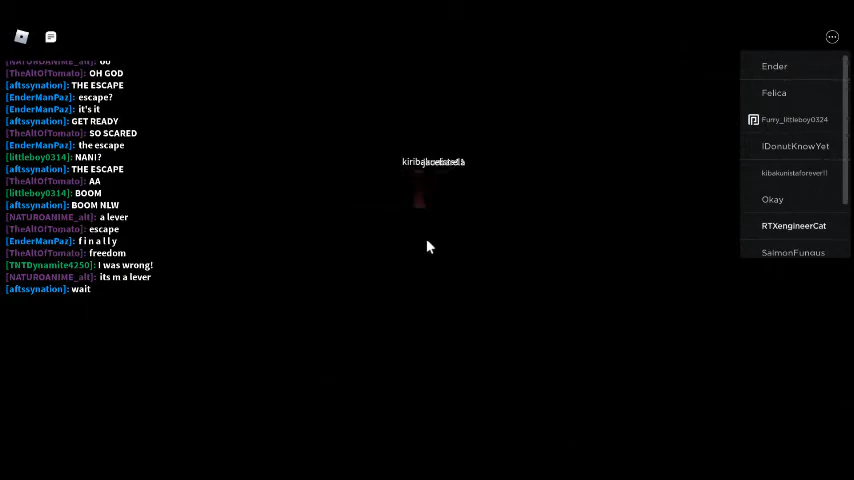 [NATUROANIME_alt]: Go
[TheAltOfTomato]: OH GOD
[aftssynation]: THE ESCAPE
[EnderManPaz]: escape?
[EnderManPaz]: it's it
[aftssynation]: GET READY
[TheAltOfTomato]: SO SCARED
[EnderManPaz]: the escape
[littleboy0314]: NANI?
[aftssynation]: THE ESCAPE
[TheAltOfTomato]: AA
[littleboy0314]: BOOM
[aftssynation]: BOOM NLW
[NATUROANIME_alt]: a lever
[TheAltOfTomato]: escape
[EnderManPaz]: f i n a l l y
[TheAltOfTomato]: freedom
[TNTDynamite4250]: I was wrong!
[NATUROANIME_alt]: its m a lever
[aftssynation]: wait
Ender
Felica
Furry_littleboy0324
IDonutKnowYet
kibakunistaforever11
Okay
RTXengineerCat
SalmonFungus